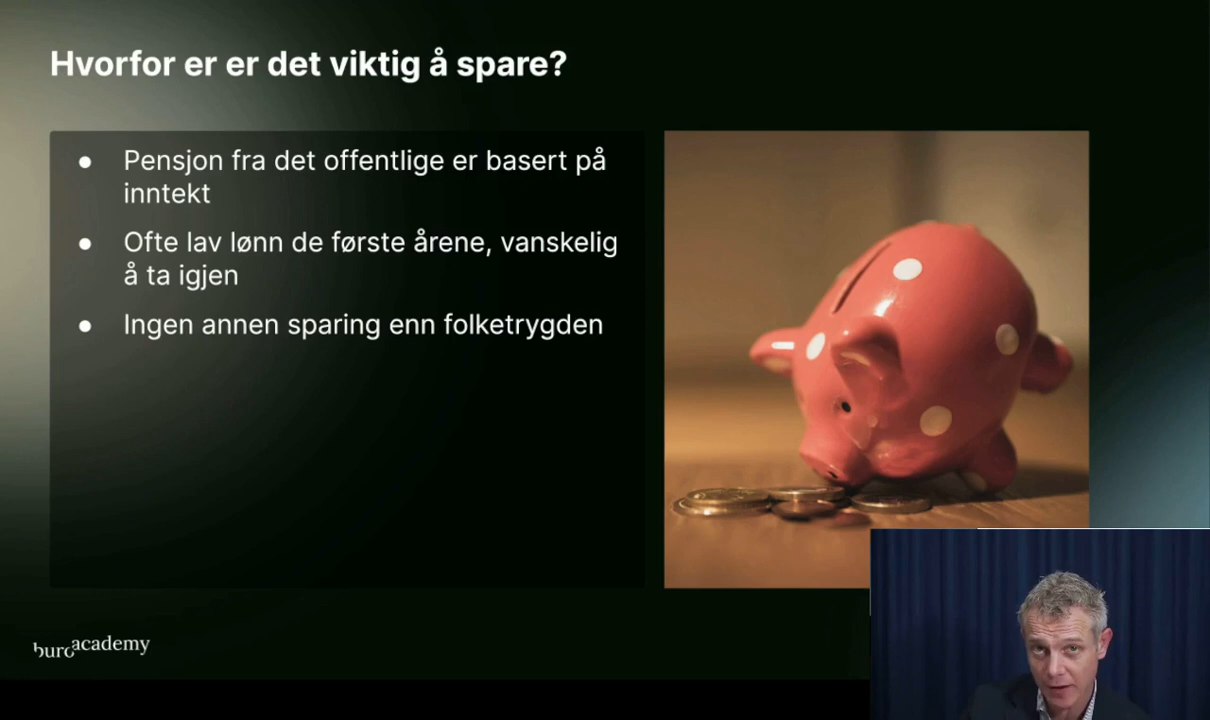 Hvorfor er er det viktig å spare?
● Pensjon fra det offentlige er basert på
inntekt
● Ofte lav lønn de første årene, vanskelig
å ta igjen
● Ingen annen sparing enn folketrygden
buroacademy